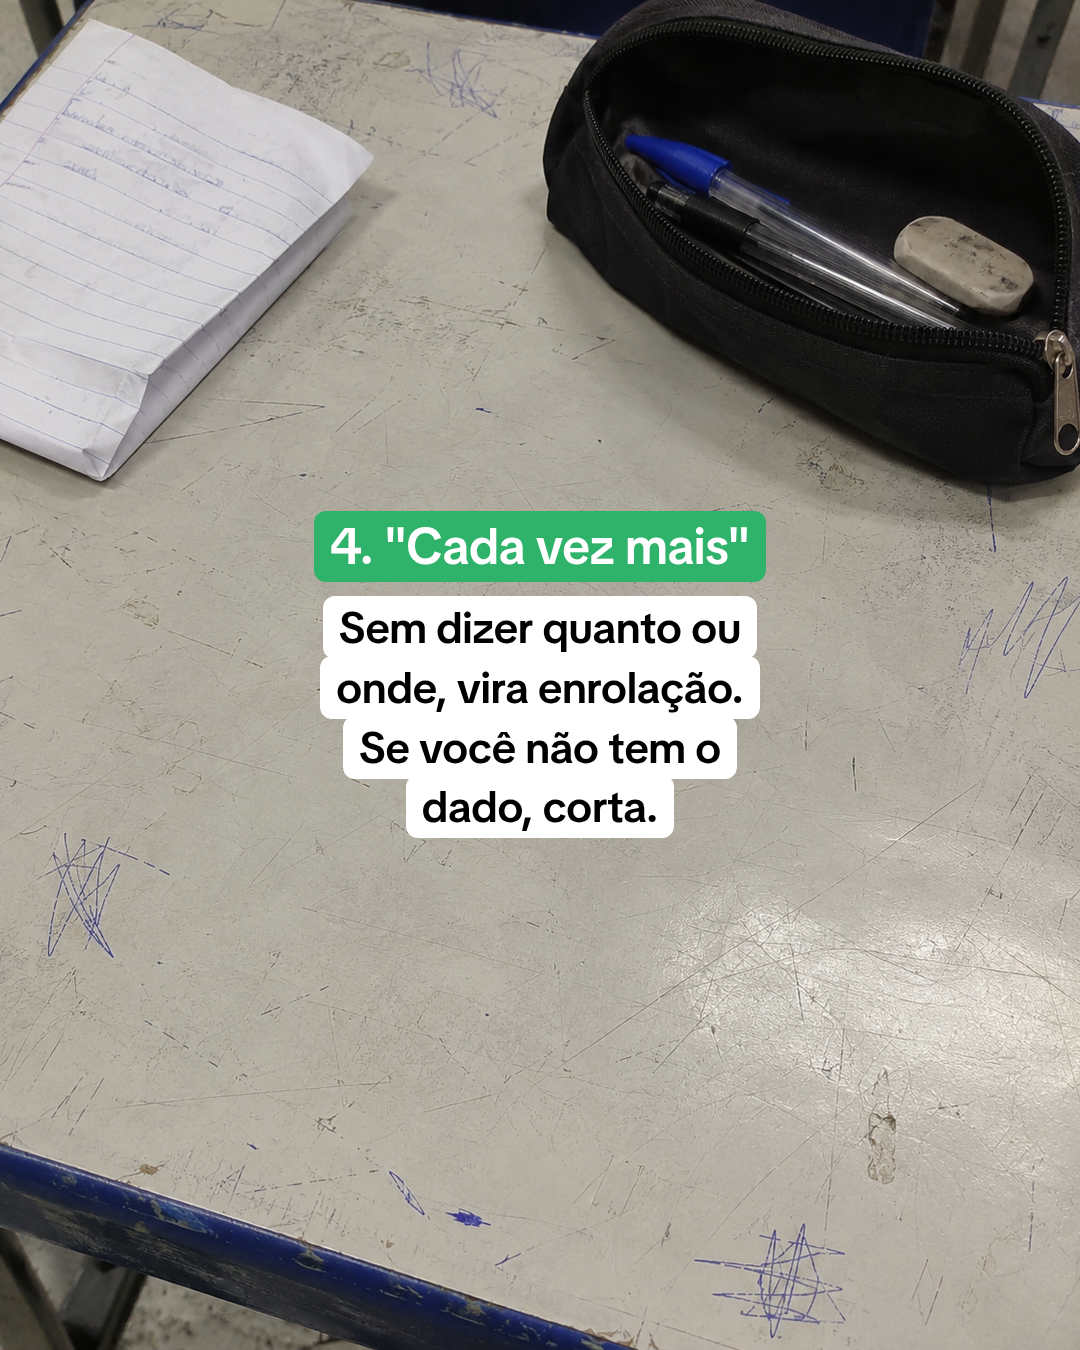 4. "Cada vez mais"
Sem dizer quanto ou
onde, vira enrolação.
Se você não tem o
dado, corta.